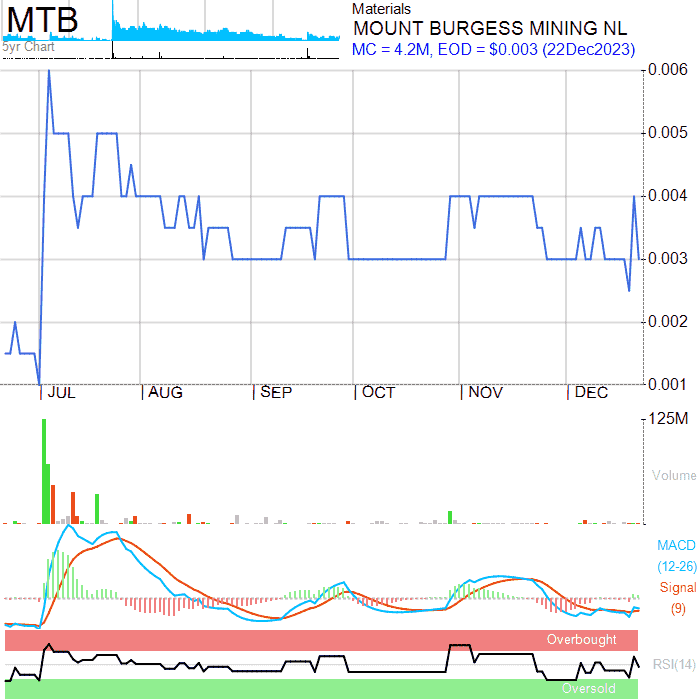 MTB
5yr Chart
Materials
MOUNT BURGESS MINING NL
MC = 4.2M, EOD = $0.003 (22Dec2023)
0.006
0.005
0.004
0.003
0.002
0.001
JUL AUG SEP OCT NOV DEC
125M
Volume
MACD
(12-26)
Signal
(9)
Overbought
RSI(14)
Oversold